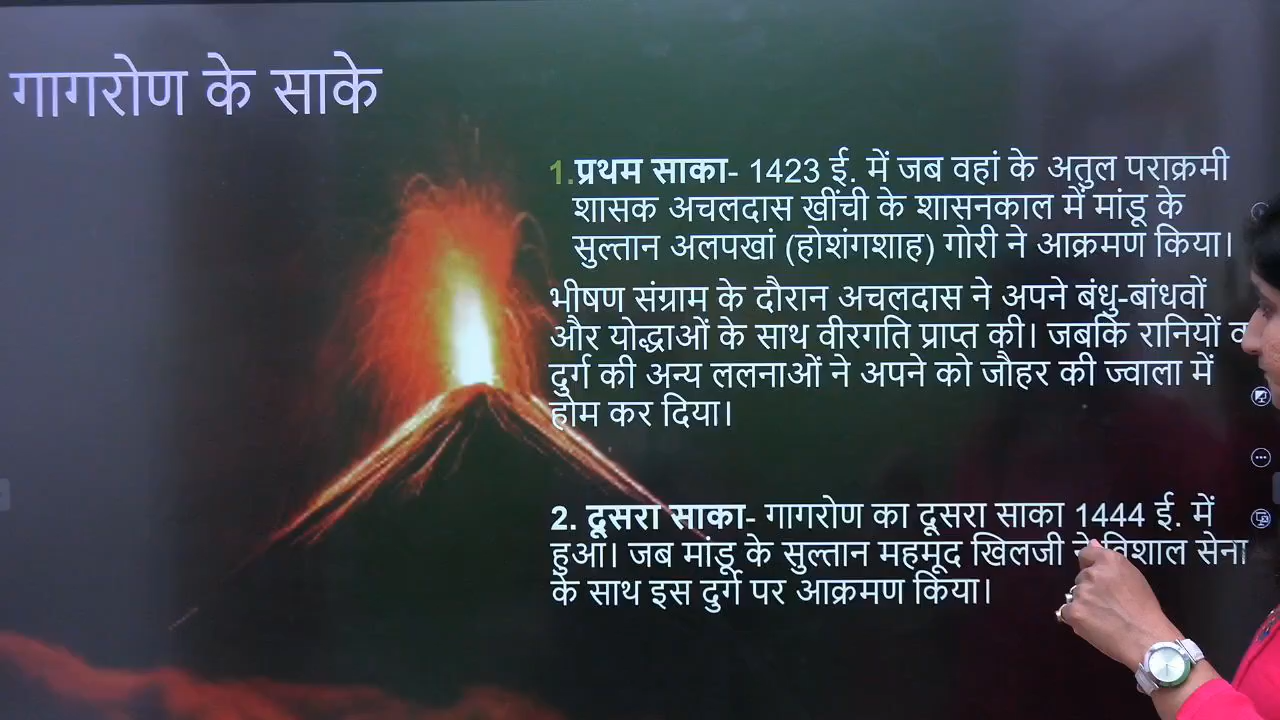 गागरोण के साके
1.प्रथम साका- 1423 ई. में जब वहां के अतुल पराक्रमी
शासक अचलदास खींची के शासनकाल में मांडू के
सुल्तान अलपखां (होशंगशाह) गोरी ने आक्रमण किया।
भीषण संग्राम के दौरान अचलदास ने अपने बंधु-बांधवों
और योद्धाओं के साथ वीरगति प्राप्त की। जबकि रानियों व
दुर्ग की अन्य ललनाओं ने अपने को जौहर की ज्वाला में
होम कर दिया।
2. दूसरा साका- गागरोण का दूसरा साका 1444 ई. में
हुआ। जब मांडू के सुल्तान महमूद खिलजी ने विशाल सेना
के साथ इस दुर्ग पर आक्रमण किया।